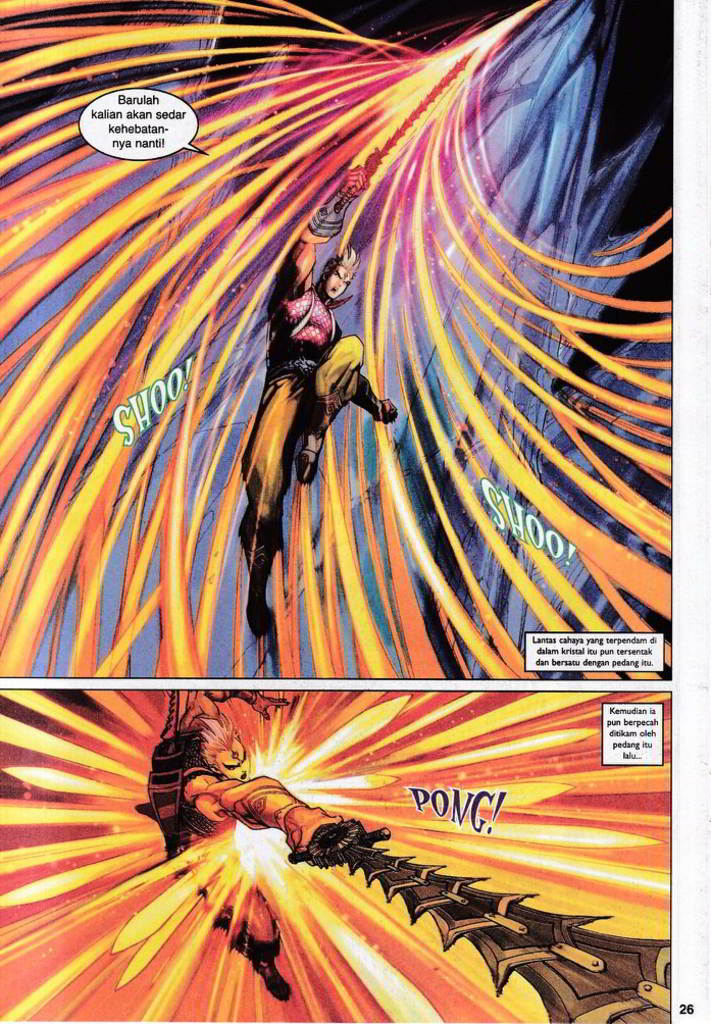 Barulah
kalian akan sedar
kehebatan-
nya nanti!
SHOO!
SHOO!
Lantas cahaya yang terpendam di
dalam kristal itu pun tersentak
dan bersatu dengan pedang itu.
Kemudian ia
pun berpecah
ditikam oleh
pedang itu
lalu...
PONG!
26